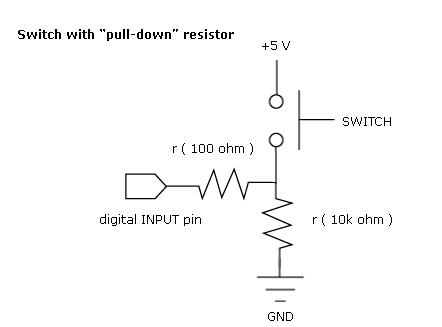 Switch with “pull-down” resistor
+5 V
SWITCH
r ( 100 ohm )
digital INPUT pin
r ( 10k ohm )
GND